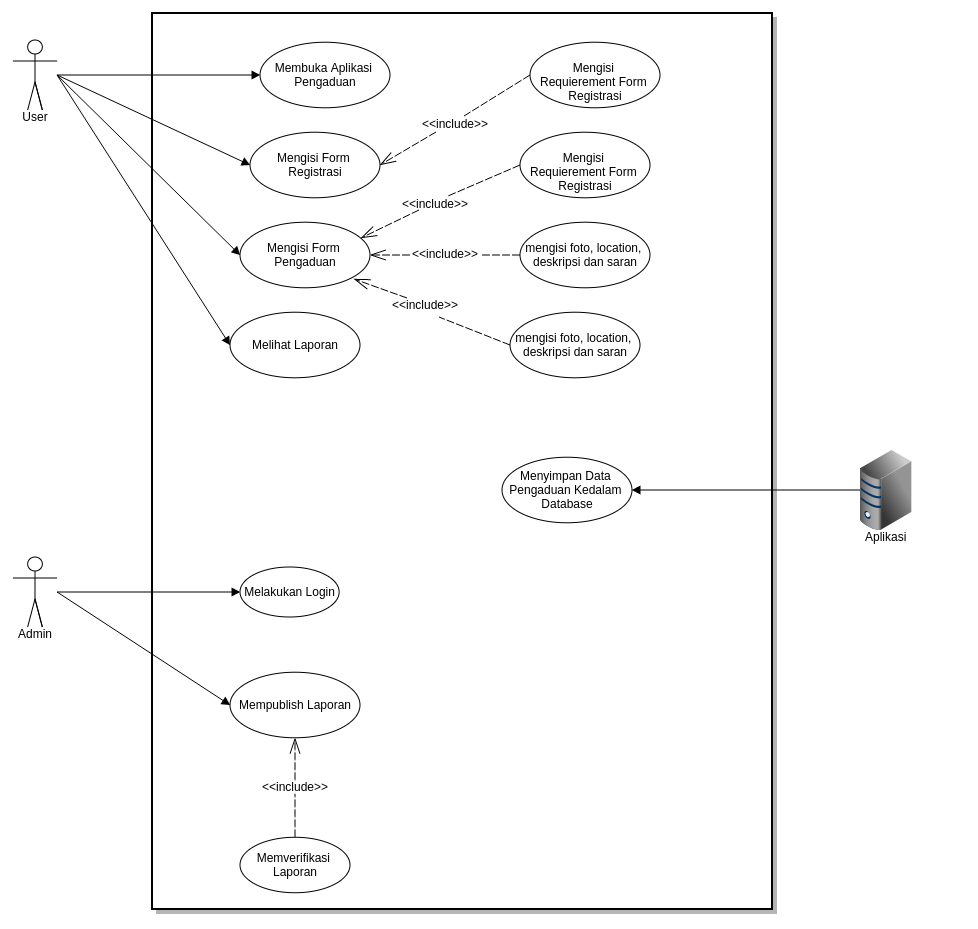 User
Membuka Aplikasi
Pengaduan
Mengisi
Requierement Form
Registrasi
<<include>>
Mengisi Form
Registrasi
Mengisi
Requierement Form
Registrasi
<<include>>
Mengisi Form
Pengaduan
<<include>>
mengisi foto, location,
deskripsi dan saran
<<include>>
Melihat Laporan
mengisi foto, location,
deskripsi dan saran
Menyimpan Data
Pengaduan Kedalam
Database
Aplikasi
Admin
Melakukan Login
Mempublish Laporan
<<include>>
Memverifikasi
Laporan